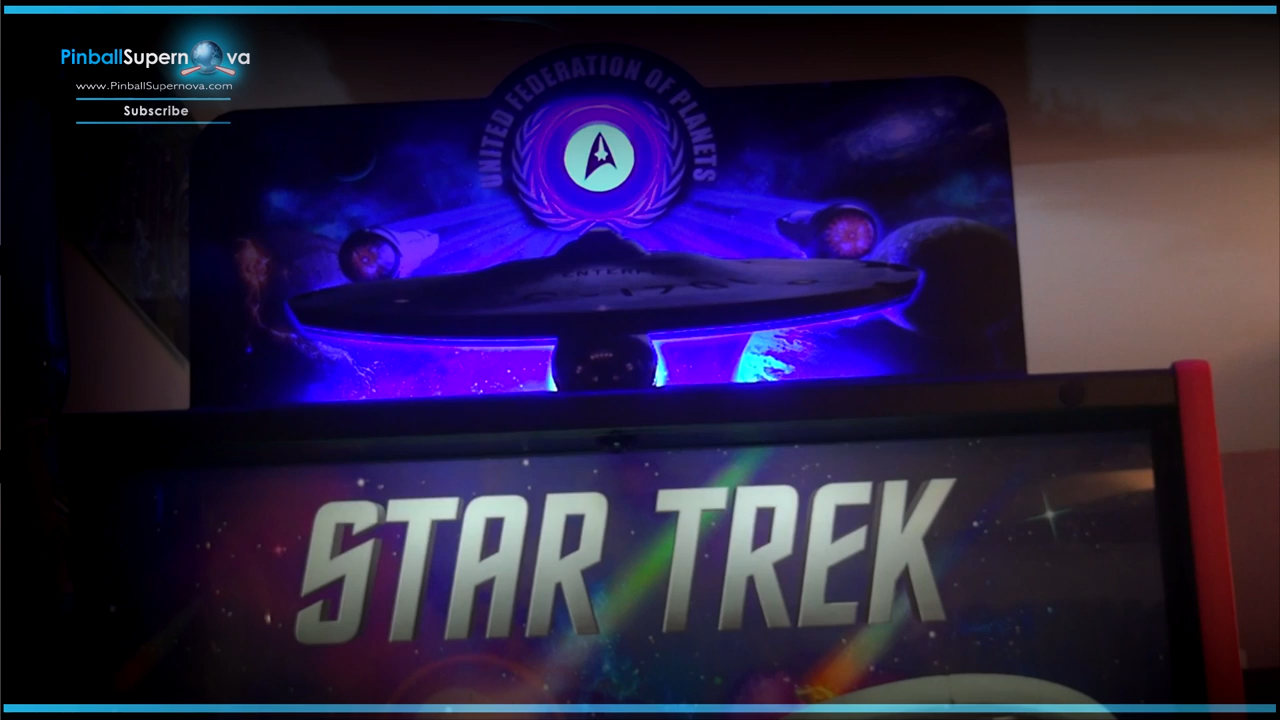 PinballSupernova
www.PinballSupernova.com
Subscribe
UNITED FEDERATION OF PLANETS
STAR TREK